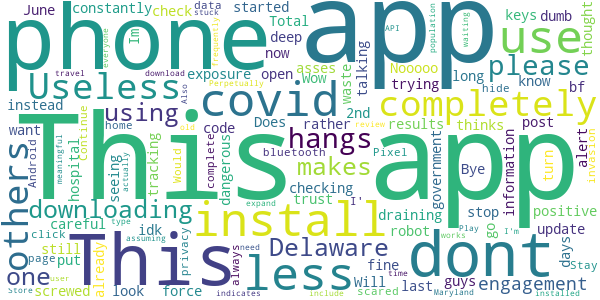 June constantly check data started
Android phone app use
Im Total deep keys dumb
stuck API population waiting
everyone travel download Perpetually frequently
asses exposure now open Nooooo thought
wow long hide bf
Useless covid talking trying know please
instead Waste 2nd
want using Does rather results post completely
home code thinks
Also actually complete bluetooth Pixel
others This hangs app
meaningful hospital continue seeing tracking
makes government information alert invasion
Would old review
dangerous checking trust I' Bye turn
idk draining stop go positive
downloading install robot update
careful still privacy always force
click type assuming expand need
This less Delaware dont
one page put already look
fine Will scared last guys days engagement
Play works I'm Stay
screwed user indicates time include Maryland installed
store